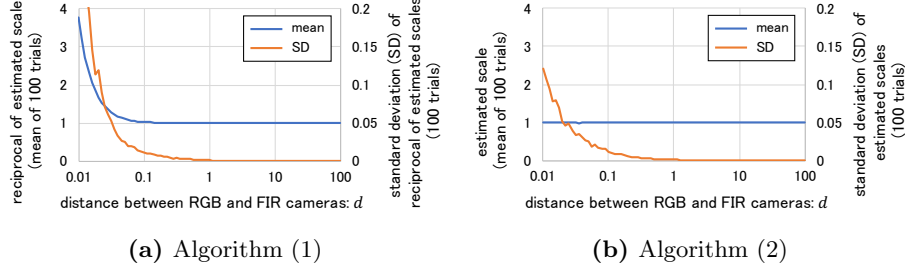 reciprocal of estimated scale
(mean of 100 trials)
4
3
2
1
0
mean
SD
0.2
0.15
0.1
0.05
0
standard deviation (SD) of
reciprocal of estimated scales
(100 trials)
0.01 0.1 1 10 100
distance between RGB and FIR cameras: d
(a) Algorithm (1)
estimated scale
(mean of 100 trials)
4
3
2
1
0
mean
SD
0.2
0.15
0.1
0.05
0
standard deviation (SD) of
estimated scales
(100 trials)
0.01 0.1 1 10 100
distance between RGB and FIR cameras: d
(b) Algorithm (2)